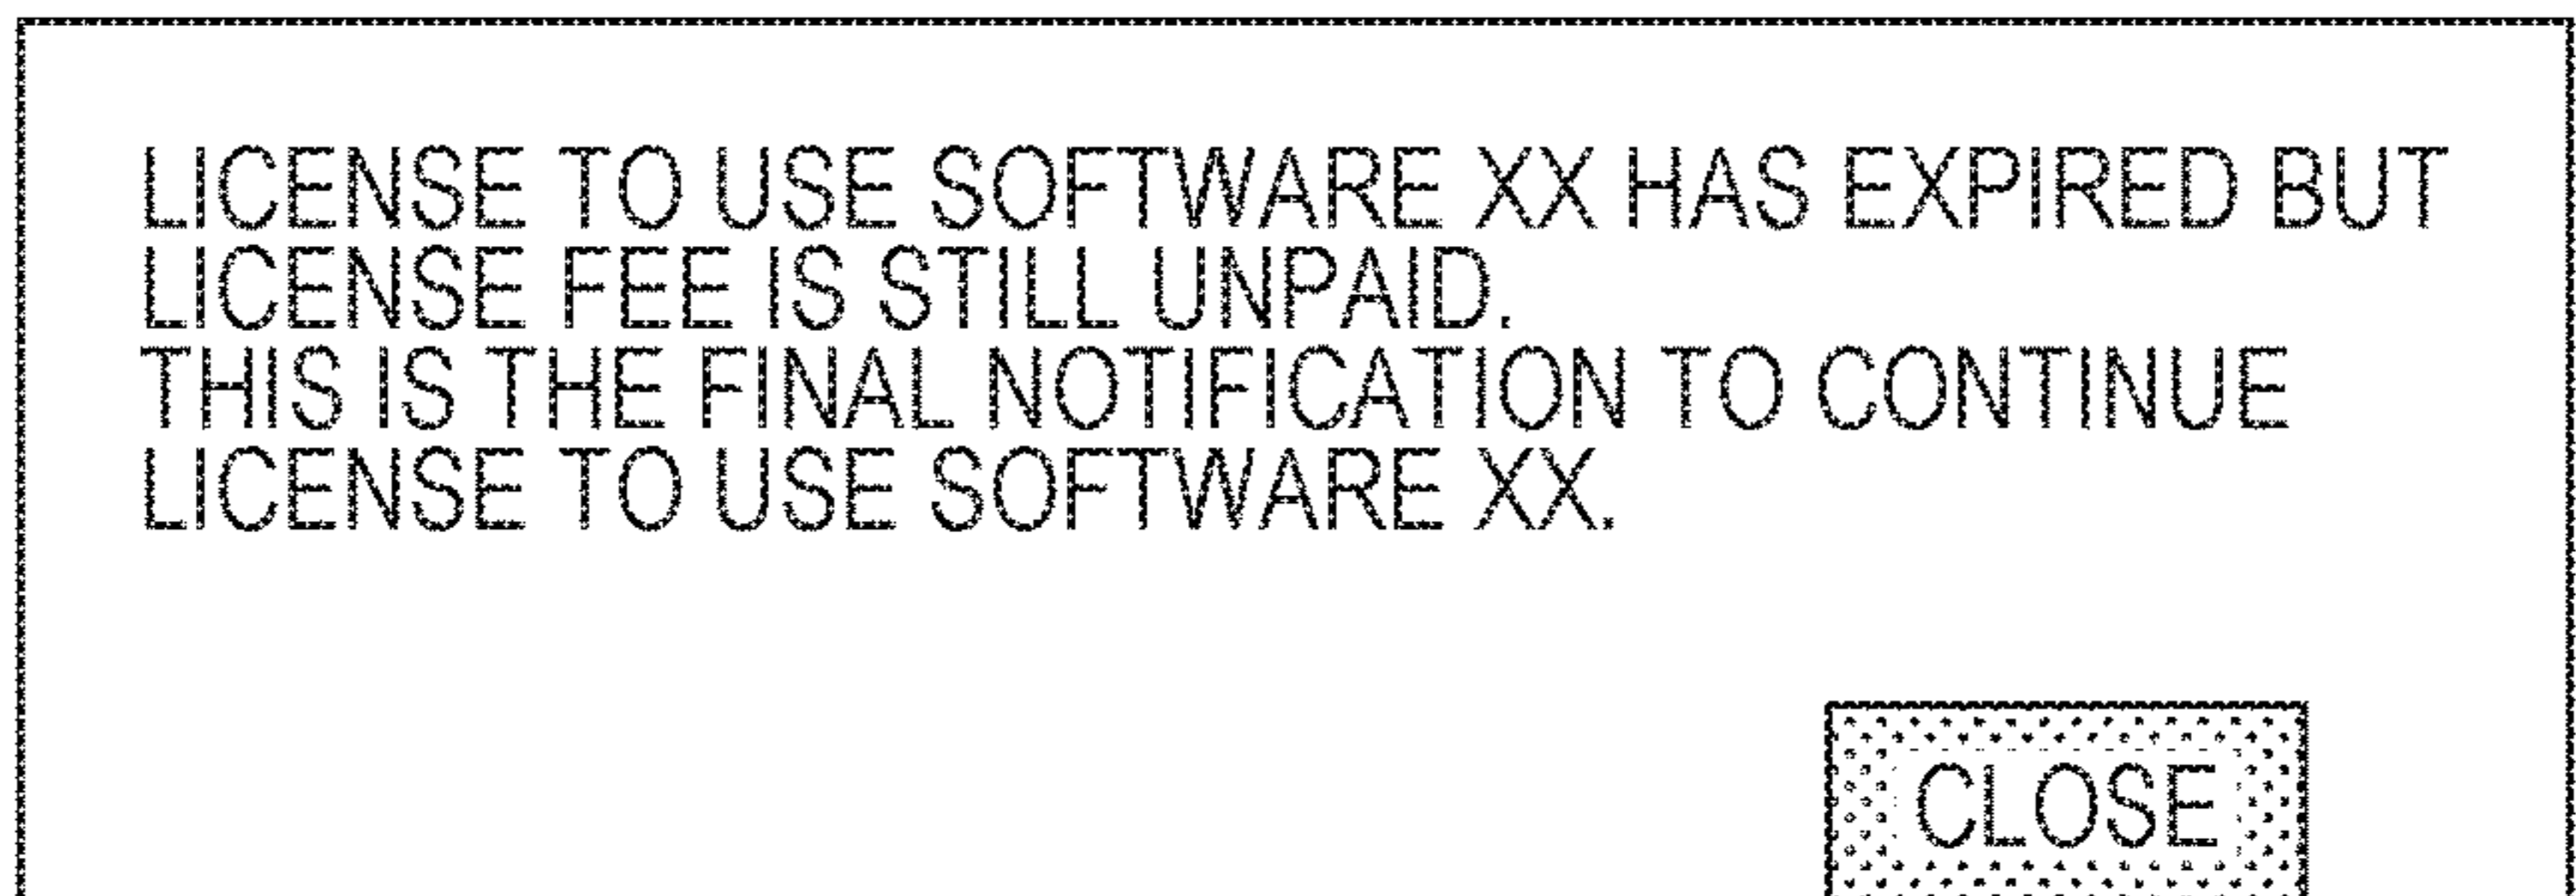 LICENSE TO USE SOFTWARE XX HAS EXPIRED BUT
LICENSE FEE IS STILL UNPAID.
THIS IS THE FINAL NOTIFICATION TO CONTINUE
LICENSE TO USE SOFTWARE XX.
CLOSE